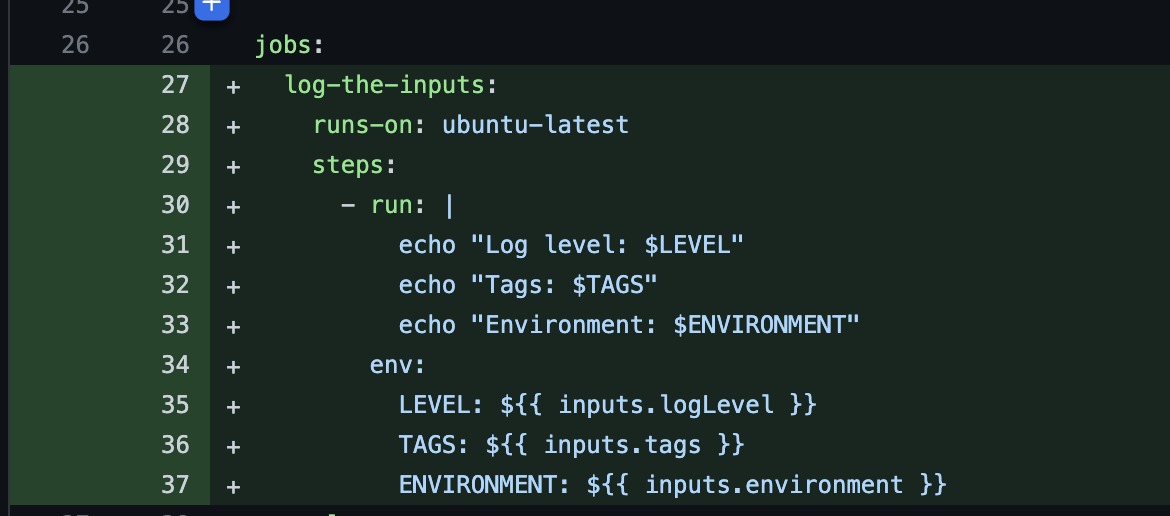 25 25 +
26 26 jobs:
27 + log-the-inputs:
28 + runs-on: ubuntu-latest
29 + steps:
30 + - run: |
31 + echo "Log level: $LEVEL"
32 + echo "Tags: $TAGS"
33 + echo "Environment: $ENVIRONMENT"
34 + env:
35 + LEVEL: ${{ inputs.logLevel }}
36 + TAGS: ${{ inputs.tags }}
37 + ENVIRONMENT: ${{ inputs.environment }}